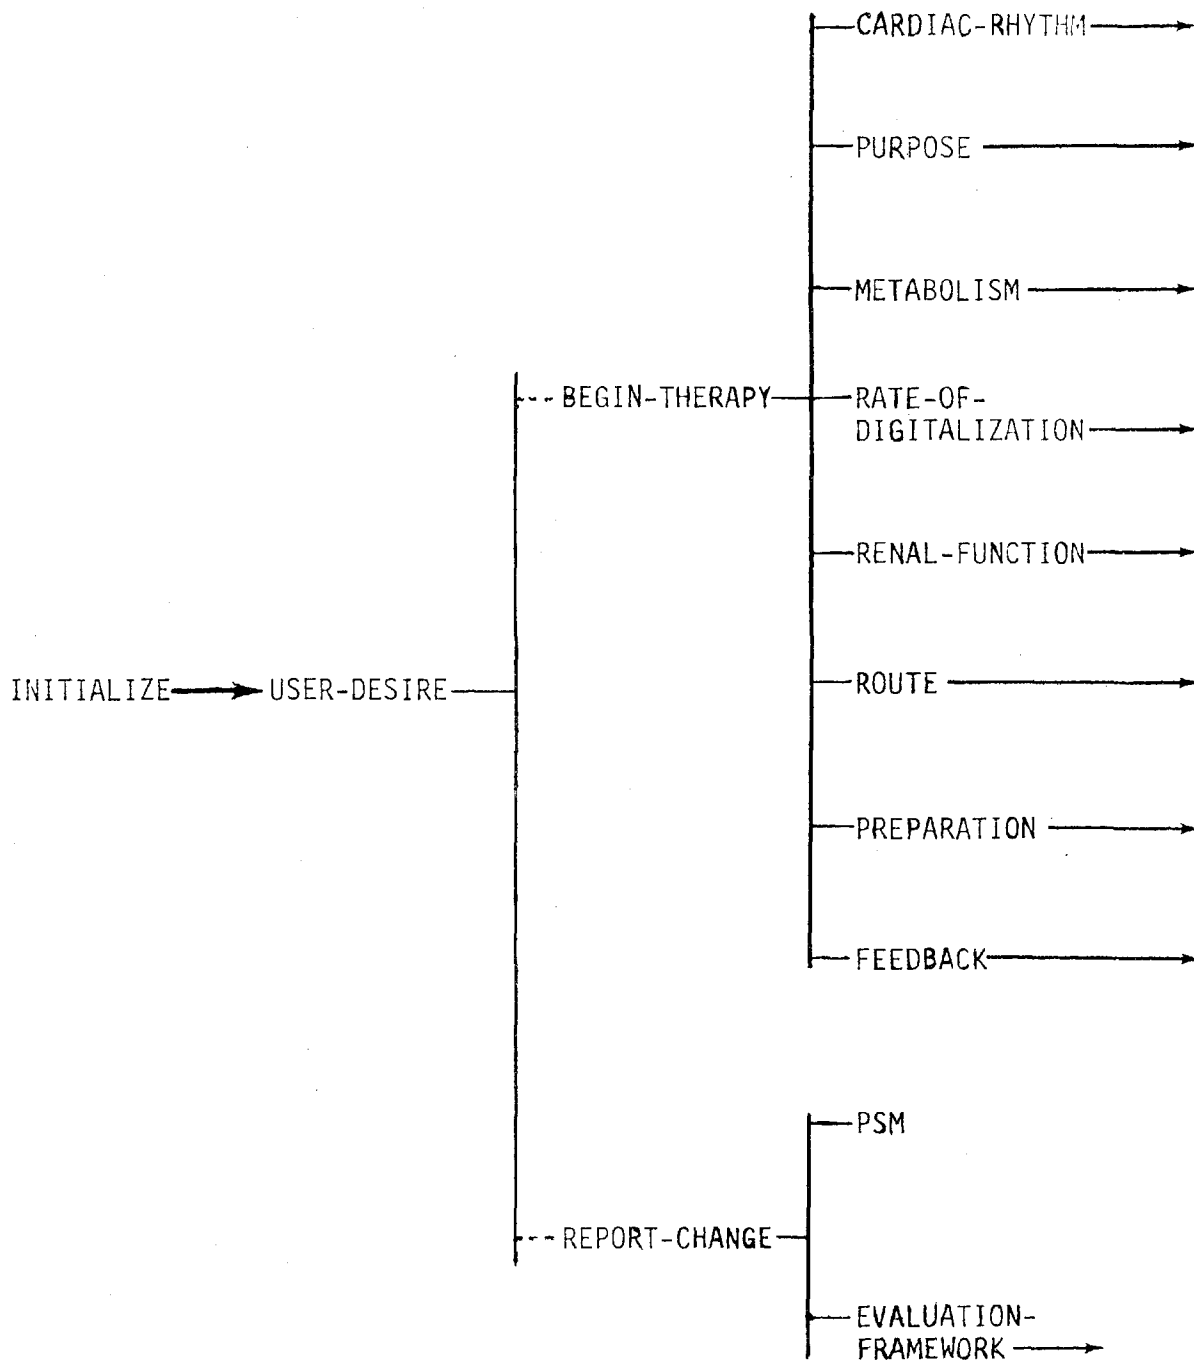 CARDIAC-RHYTHM
PURPOSE
METABOLISM
BEGIN-THERAPY
RATE-OF-
DIGITALIZATION
RENAL-FUNCTION
INITIALIZE
USER-DESIRE
ROUTE
PREPARATION
FEEDBACK
PSM
REPORT-CHANGE
EVALUATION-
FRAMEWORK